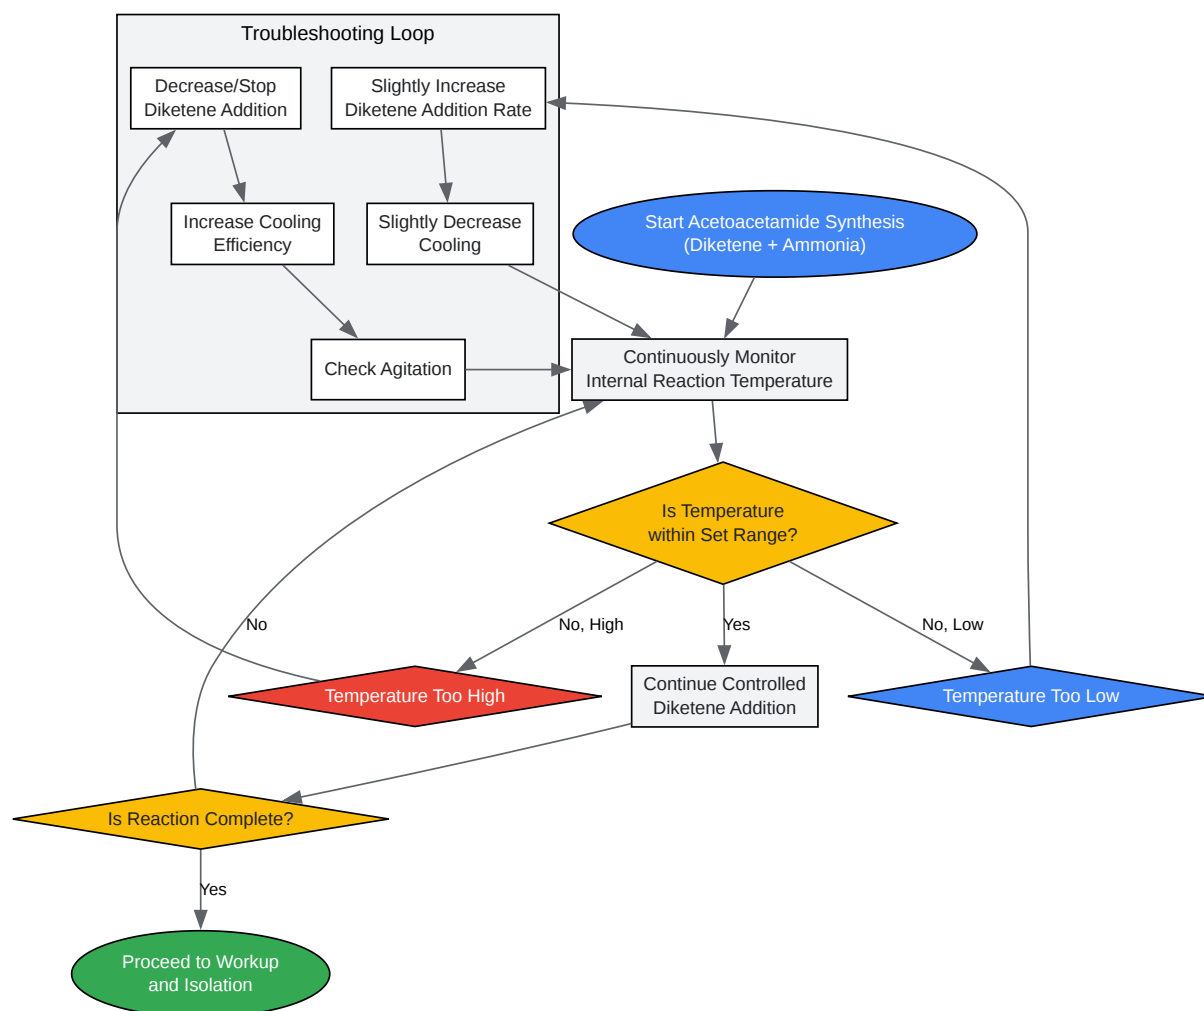 Troubleshooting Loop
Decrease/Stop
Diketene Addition
Slightly Increase
Diketene Addition Rate
Increase Cooling
Efficiency
Slightly Decrease
Cooling
Start Acetoacetamide Synthesis
(Diketene + Ammonia)
Check Agitation
Continuously Monitor
Internal Reaction Temperature
Is Temperature
within Set Range?
No
No, High
Yes
No, Low
Temperature Too High
Continue Controlled
Diketene Addition
Temperature Too Low
Is Reaction Complete?
Yes
Proceed to Workup
and Isolation